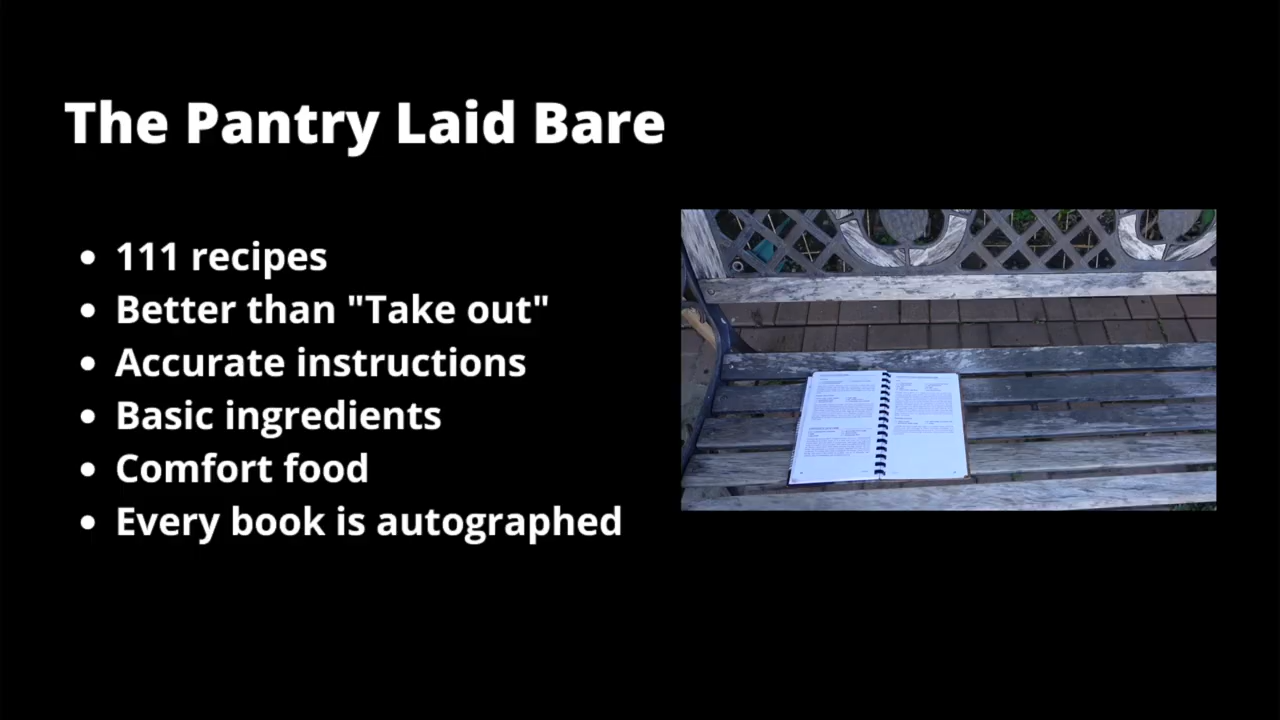 The Pantry Laid Bare
• 111 recipes
• Better than "Take out"
• Accurate instructions
• Basic ingredients
• Comfort food
• Every book is autographed